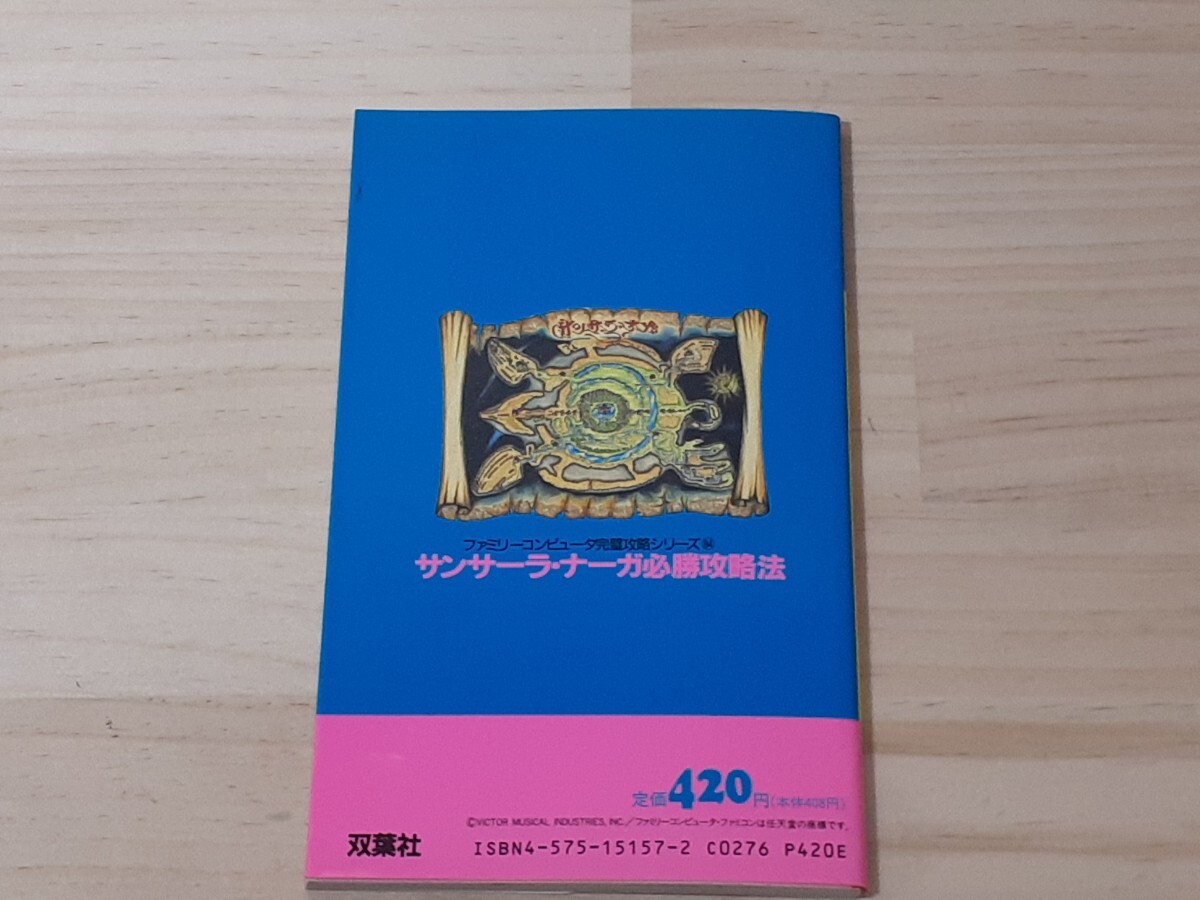 ファミリーコンピュータ完璧攻略シリーズ94
サンサーラ・ナーガ必勝攻略法
定価420円(本体408円)
©VICTOR MUSICAL INDUSTRIES, INC./ファミリーコンピュータ・ファミコンは任天堂の商標です。
双葉社 ISBN4-575-15157-2 C0276 P420E